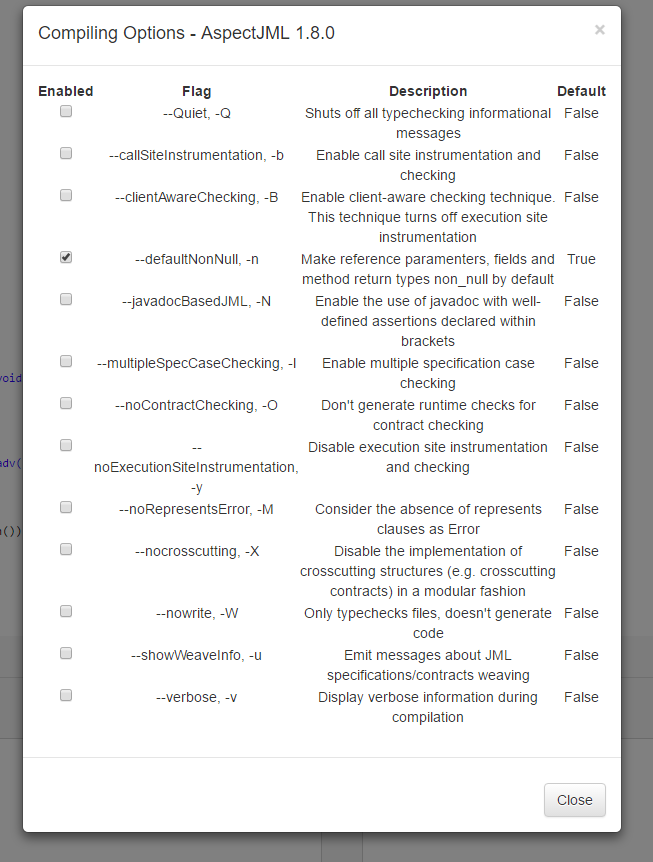 Compiling Options - AspectJML 1.8.0
×
Enabled Flag Description Default
--Quiet, -Q Shuts off all typechecking informational False
messages
--callSiteInstrumentation, -b Enable call site instrumentation and False
checking
--clientAwareChecking, -B Enable client-aware checking technique. False
This technique turns off execution site
instrumentation
--defaultNonNull, -n Make reference paramenters, fields and True
method return types non_null by default
--javadocBasedJML, -N Enable the use of javadoc with well- False
defined assertions declared within
brackets
void
--multipleSpecCaseChecking, -l Enable multiple specification case False
checking
--noContractChecking, -O Don't generate runtime checks for False
contract checking
-- Disable execution site instrumentation False
adv( noExecutionSiteInstrumentation, and checking
-y
--noRepresentsError, -M Consider the absence of represents False
clauses as Error
())
--nocrosscutting, -X Disable the implementation of False
crosscutting structures (e.g. crosscutting
contracts) in a modular fashion
--nowrite, -W Only typechecks files, doesn't generate False
code
--showWeaveInfo, -u Emit messages about JML False
specifications/contracts weaving
--verbose, -v Display verbose information during False
compilation
Close